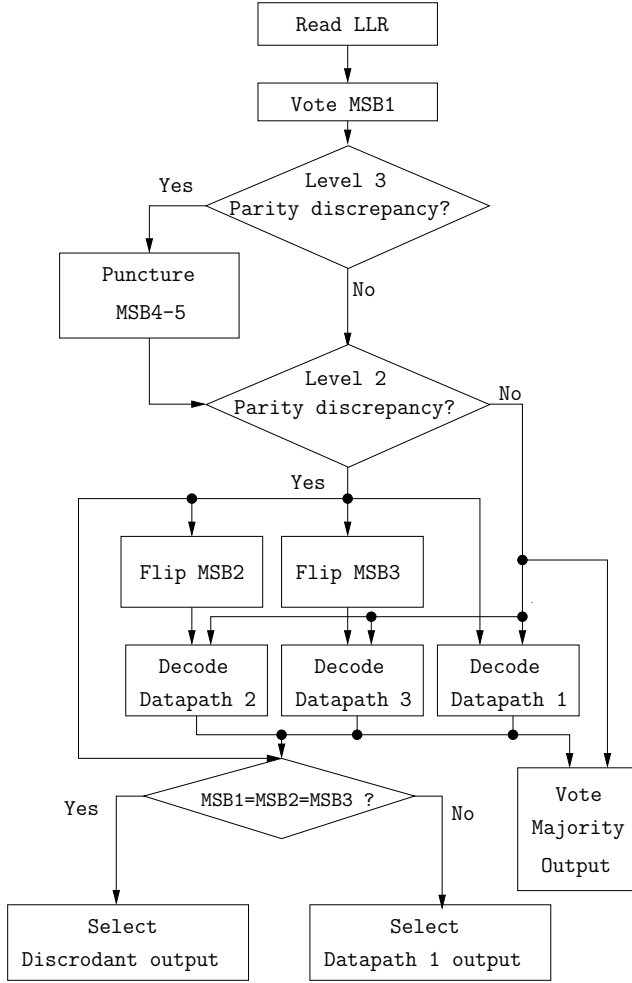 Read LLR
Vote MSB1
Level 3
Parity discrepancy?
Yes
No
Puncture
MSB4-5
Level 2
Parity discrepancy?
No
Yes
Flip MSB2
Flip MSB3
Decode
Datapath 2
Decode
Datapath 3
Decode
Datapath 1
MSB1=MSB2=MSB3 ?
Yes
No
Vote
Majority
Output
Select
Discrodant output
Select
Datapath 1 output